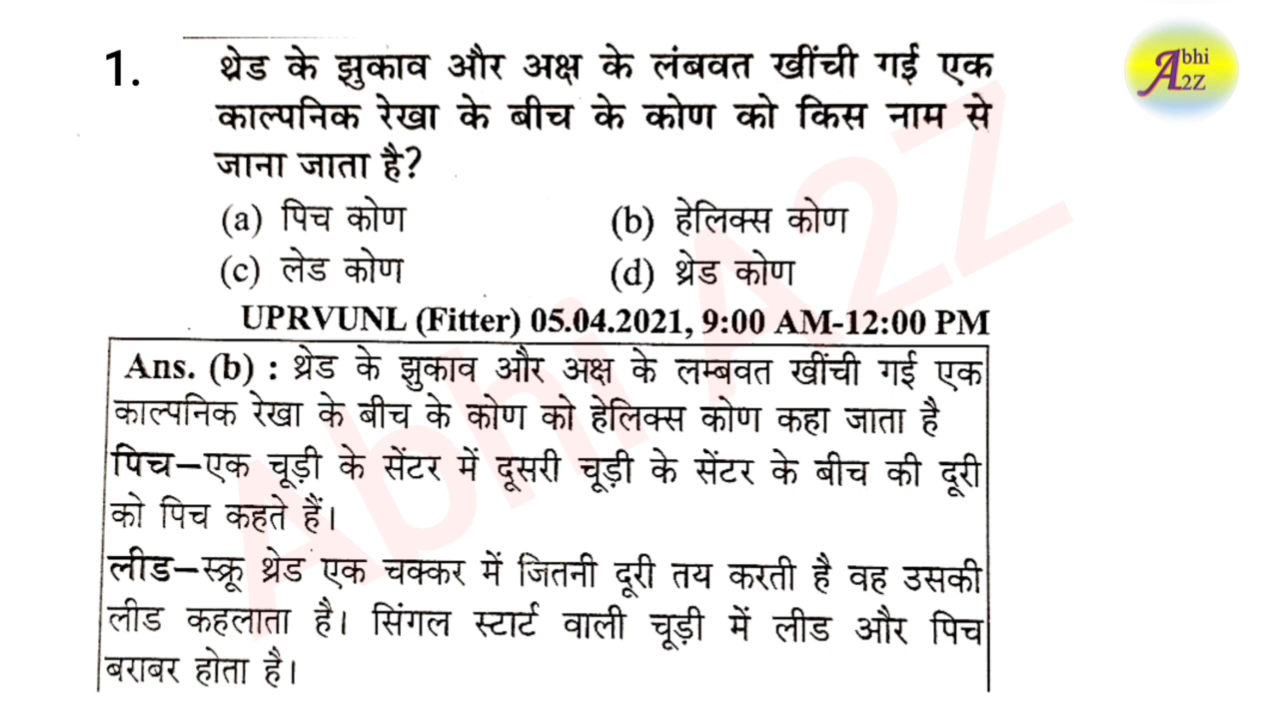 1. थ्रेड के झुकाव और अक्ष के लंबवत खींची गई एक
काल्पनिक रेखा के बीच के कोण को किस नाम से
जाना जाता है?
(a) पिच कोण (b) हेलिक्स कोण
(c) लेड कोण (d) थ्रेड कोण
UPRVUNL (Fitter) 05.04.2021, 9:00 AM-12:00 PM
Ans. (b) : थ्रेड के झुकाव और अक्ष के लम्बवत खींची गई एक
काल्पनिक रेखा के बीच के कोण को हेलिक्स कोण कहा जाता है
पिच–एक चूड़ी के सेंटर में दूसरी चूड़ी के सेंटर के बीच की दूरी
को पिच कहते हैं।
लीड–स्क्रू थ्रेड एक चक्कर में जितनी दूरी तय करती है वह उसकी
लीड कहलाता है। सिंगल स्टार्ट वाली चूड़ी में लीड और पिच
बराबर होता है।
Abhi A2Z
Abhi
A2Z